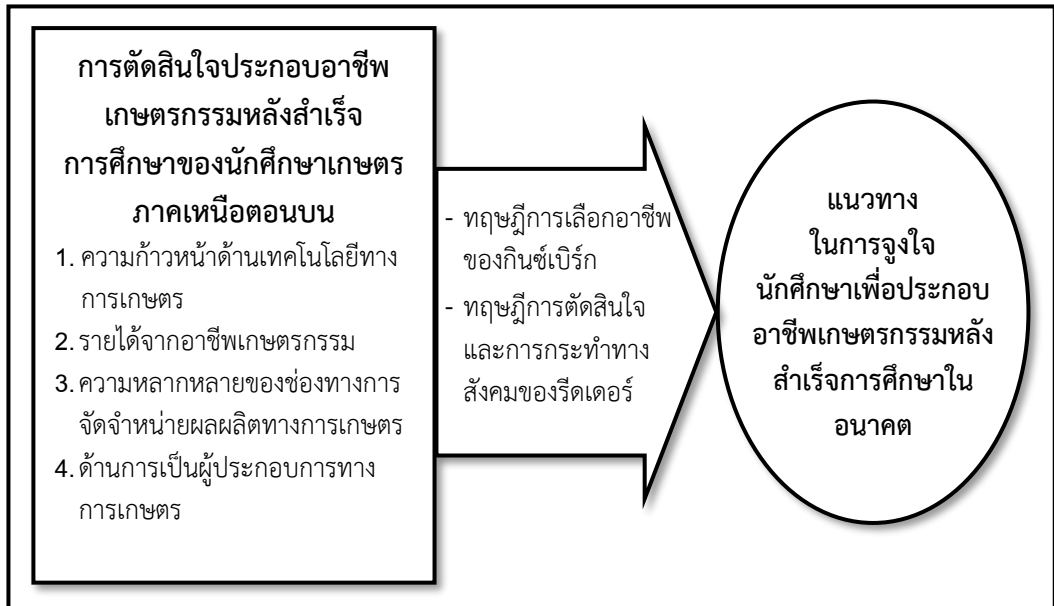 การตัดสินใจประกอบอาชีพ
เกษตรกรรมหลังสำเร็จ
การศึกษาของนักศึกษาเกษตร
ภาคเหนือตอนบน
1. ความก้าวหน้าด้านเทคโนโลยีทาง
การเกษตร
2. รายได้จากอาชีพเกษตรกรรม
3. ความหลากหลายของช่องทางการ
จัดจำหน่ายผลผลิตทางการเกษตร
4. ด้านการเป็นผู้ประกอบการทาง
การเกษตร
- ทฤษฎีการเลือกอาชีพ
ของกินซ์เบิร์ก
- ทฤษฎีการตัดสินใจ
และการกระทำทาง
สังคมของรีดเดอร์
แนวทาง
ในการจูงใจ
นักศึกษาเพื่อประกอบ
อาชีพเกษตรกรรมหลัง
สำเร็จการศึกษาใน
อนาคต